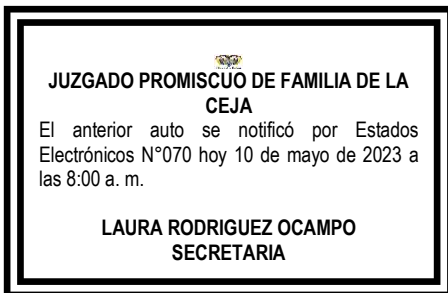 JUZGADO PROMISCUO DE FAMILIA DE LA
CEJA
El anterior auto se notificó por Estados
Electrónicos N°070 hoy 10 de mayo de 2023 a
las 8:00 a. m.
LAURA RODRIGUEZ OCAMPO
SECRETARIA